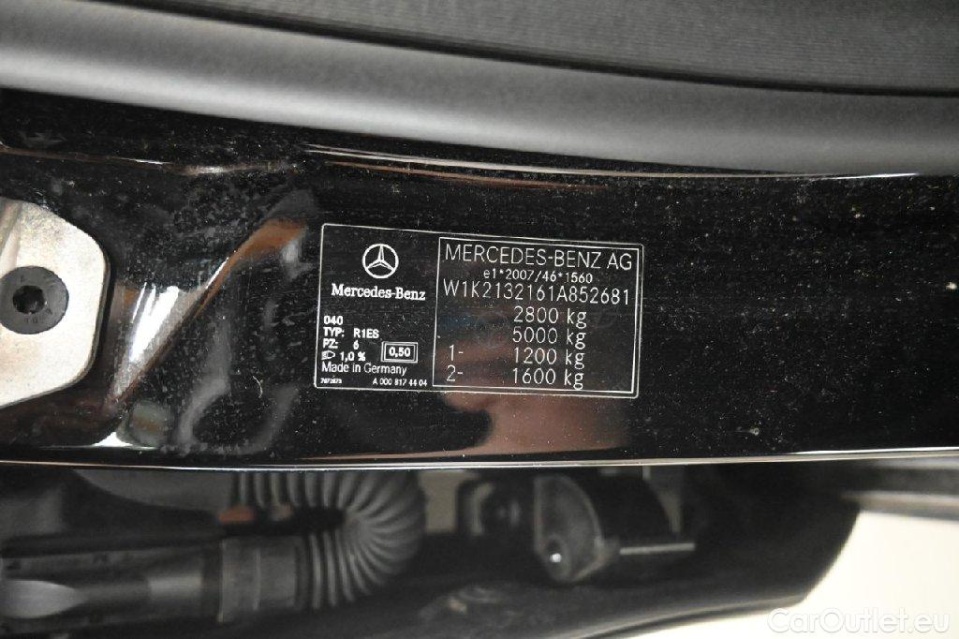 Mercedes-Benz
040
TYP: R1ES
PZ: 6
1,0 % 0,50
Made in Germany
A 000 817 44 04
MERCEDES-BENZ AG
e1*2007/46*1560
W1K2132161A852681
2800 kg
5000 kg
1- 1200 kg
2- 1600 kg
CarOutlet.eu